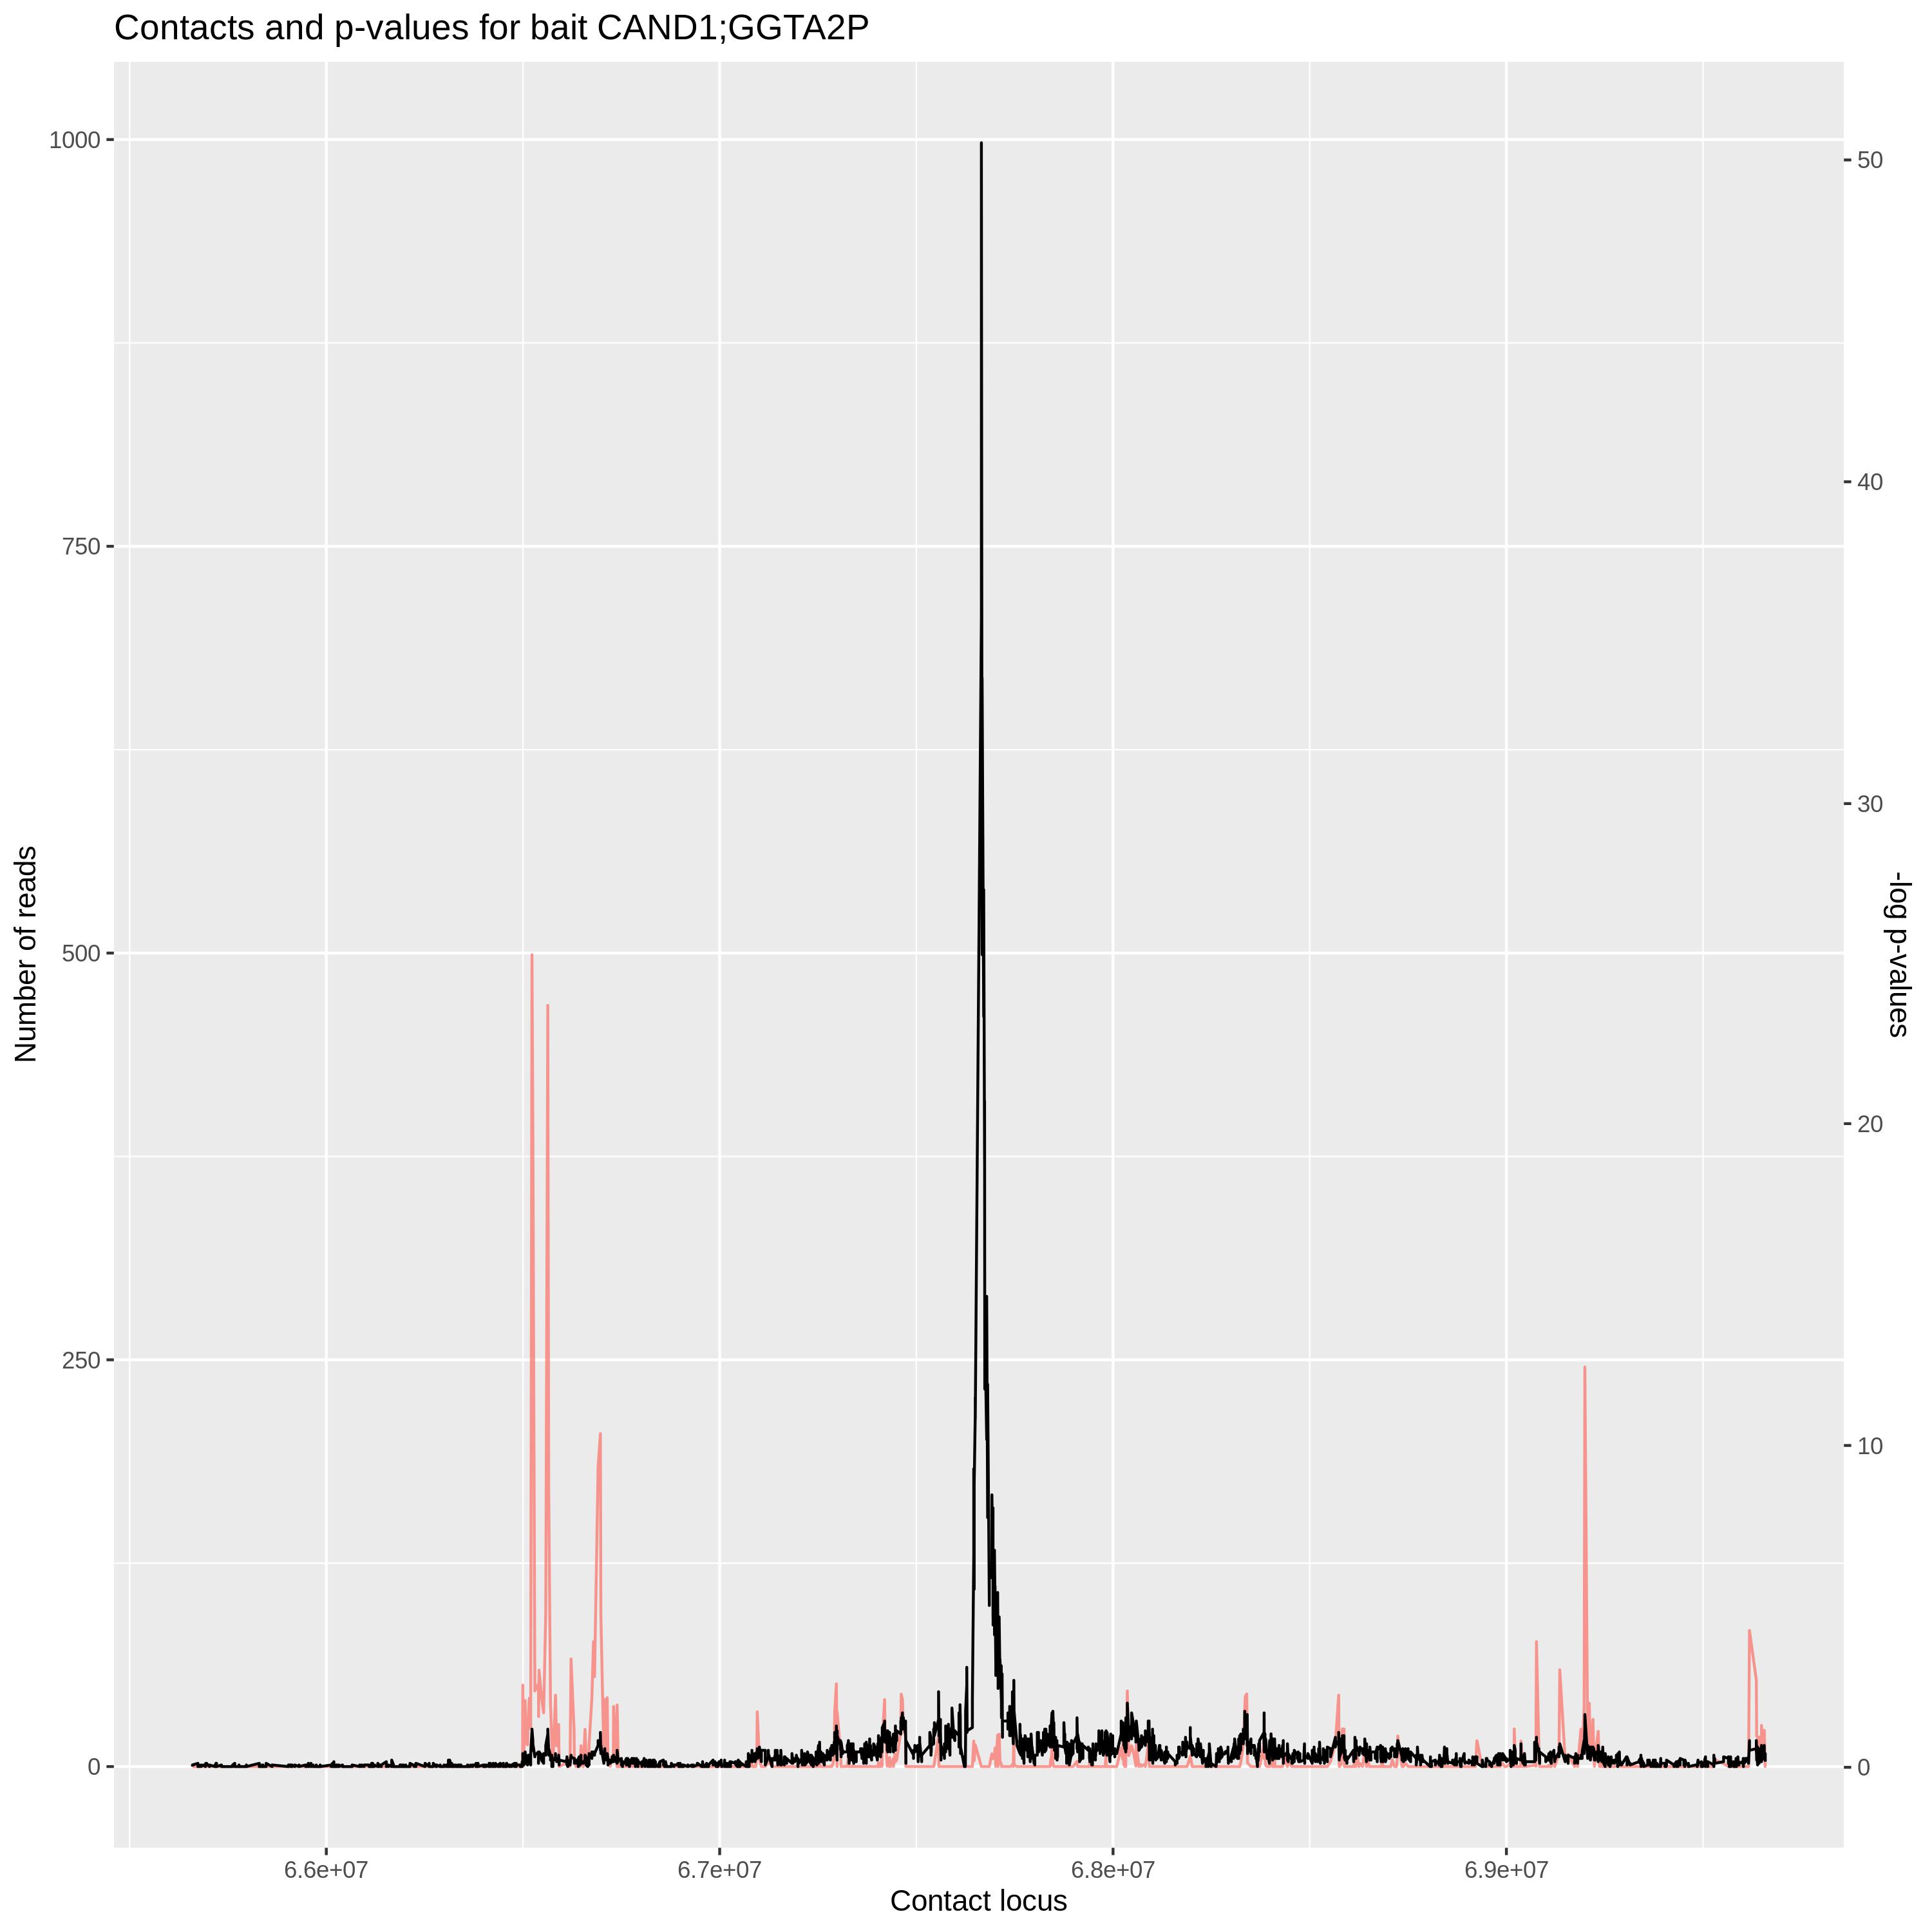 Contacts and p-values for bait CAND1;GGTA2P
1000
750
500
250
0
Number of reads
50
40
30
20
10
0
-log p-values
6.6e+07
6.7e+07
6.8e+07
6.9e+07
Contact locus